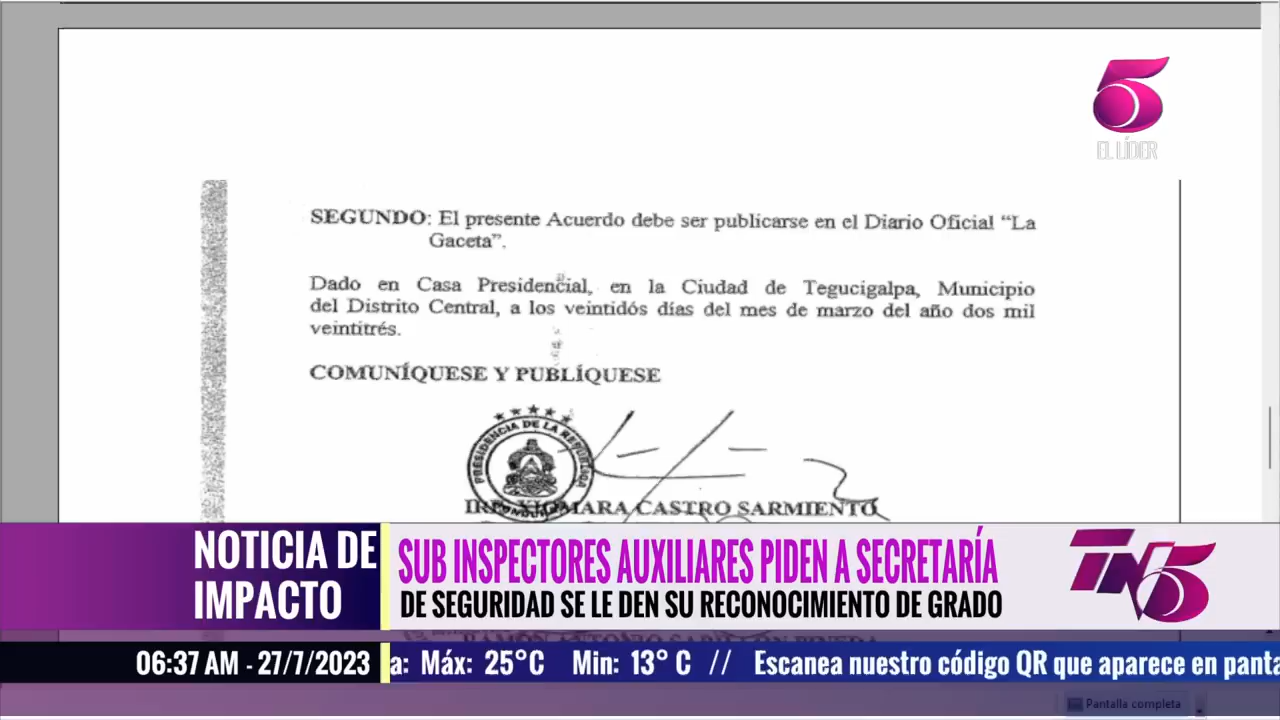 5
EL LÍDER
SEGUNDO: El presente Acuerdo debe ser publicarse en el Diario Oficial “La
Gaceta”.
Dado en Casa Presidencial, en la Ciudad de Tegucigalpa, Municipio
del Distrito Central, a los veintidós días del mes de marzo del año dos mil
veintitrés.
COMUNÍQUESE Y PUBLÍQUESE
PRESIDENCIA DE LA REPUBLICA
HONDURAS
XIOMARA CASTRO SARMIENTO
NOTICIA DE
IMPACTO
SUB INSPECTORES AUXILIARES PIDEN A SECRETARÍA
DE SEGURIDAD SE LE DEN SU RECONOCIMIENTO DE GRADO
TN5
06:37 AM - 27/7/2023
a: Máx: 25°C Min: 13° C // Escanea nuestro código QR que aparece en panta
Pantalla completa